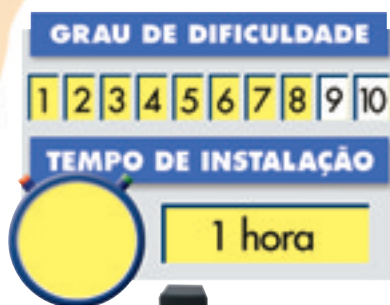 GRAU DE DIFICULDADE
1 2 3 4 5 6 7 8 9 10
TEMPO DE INSTALAÇÃO
1 hora